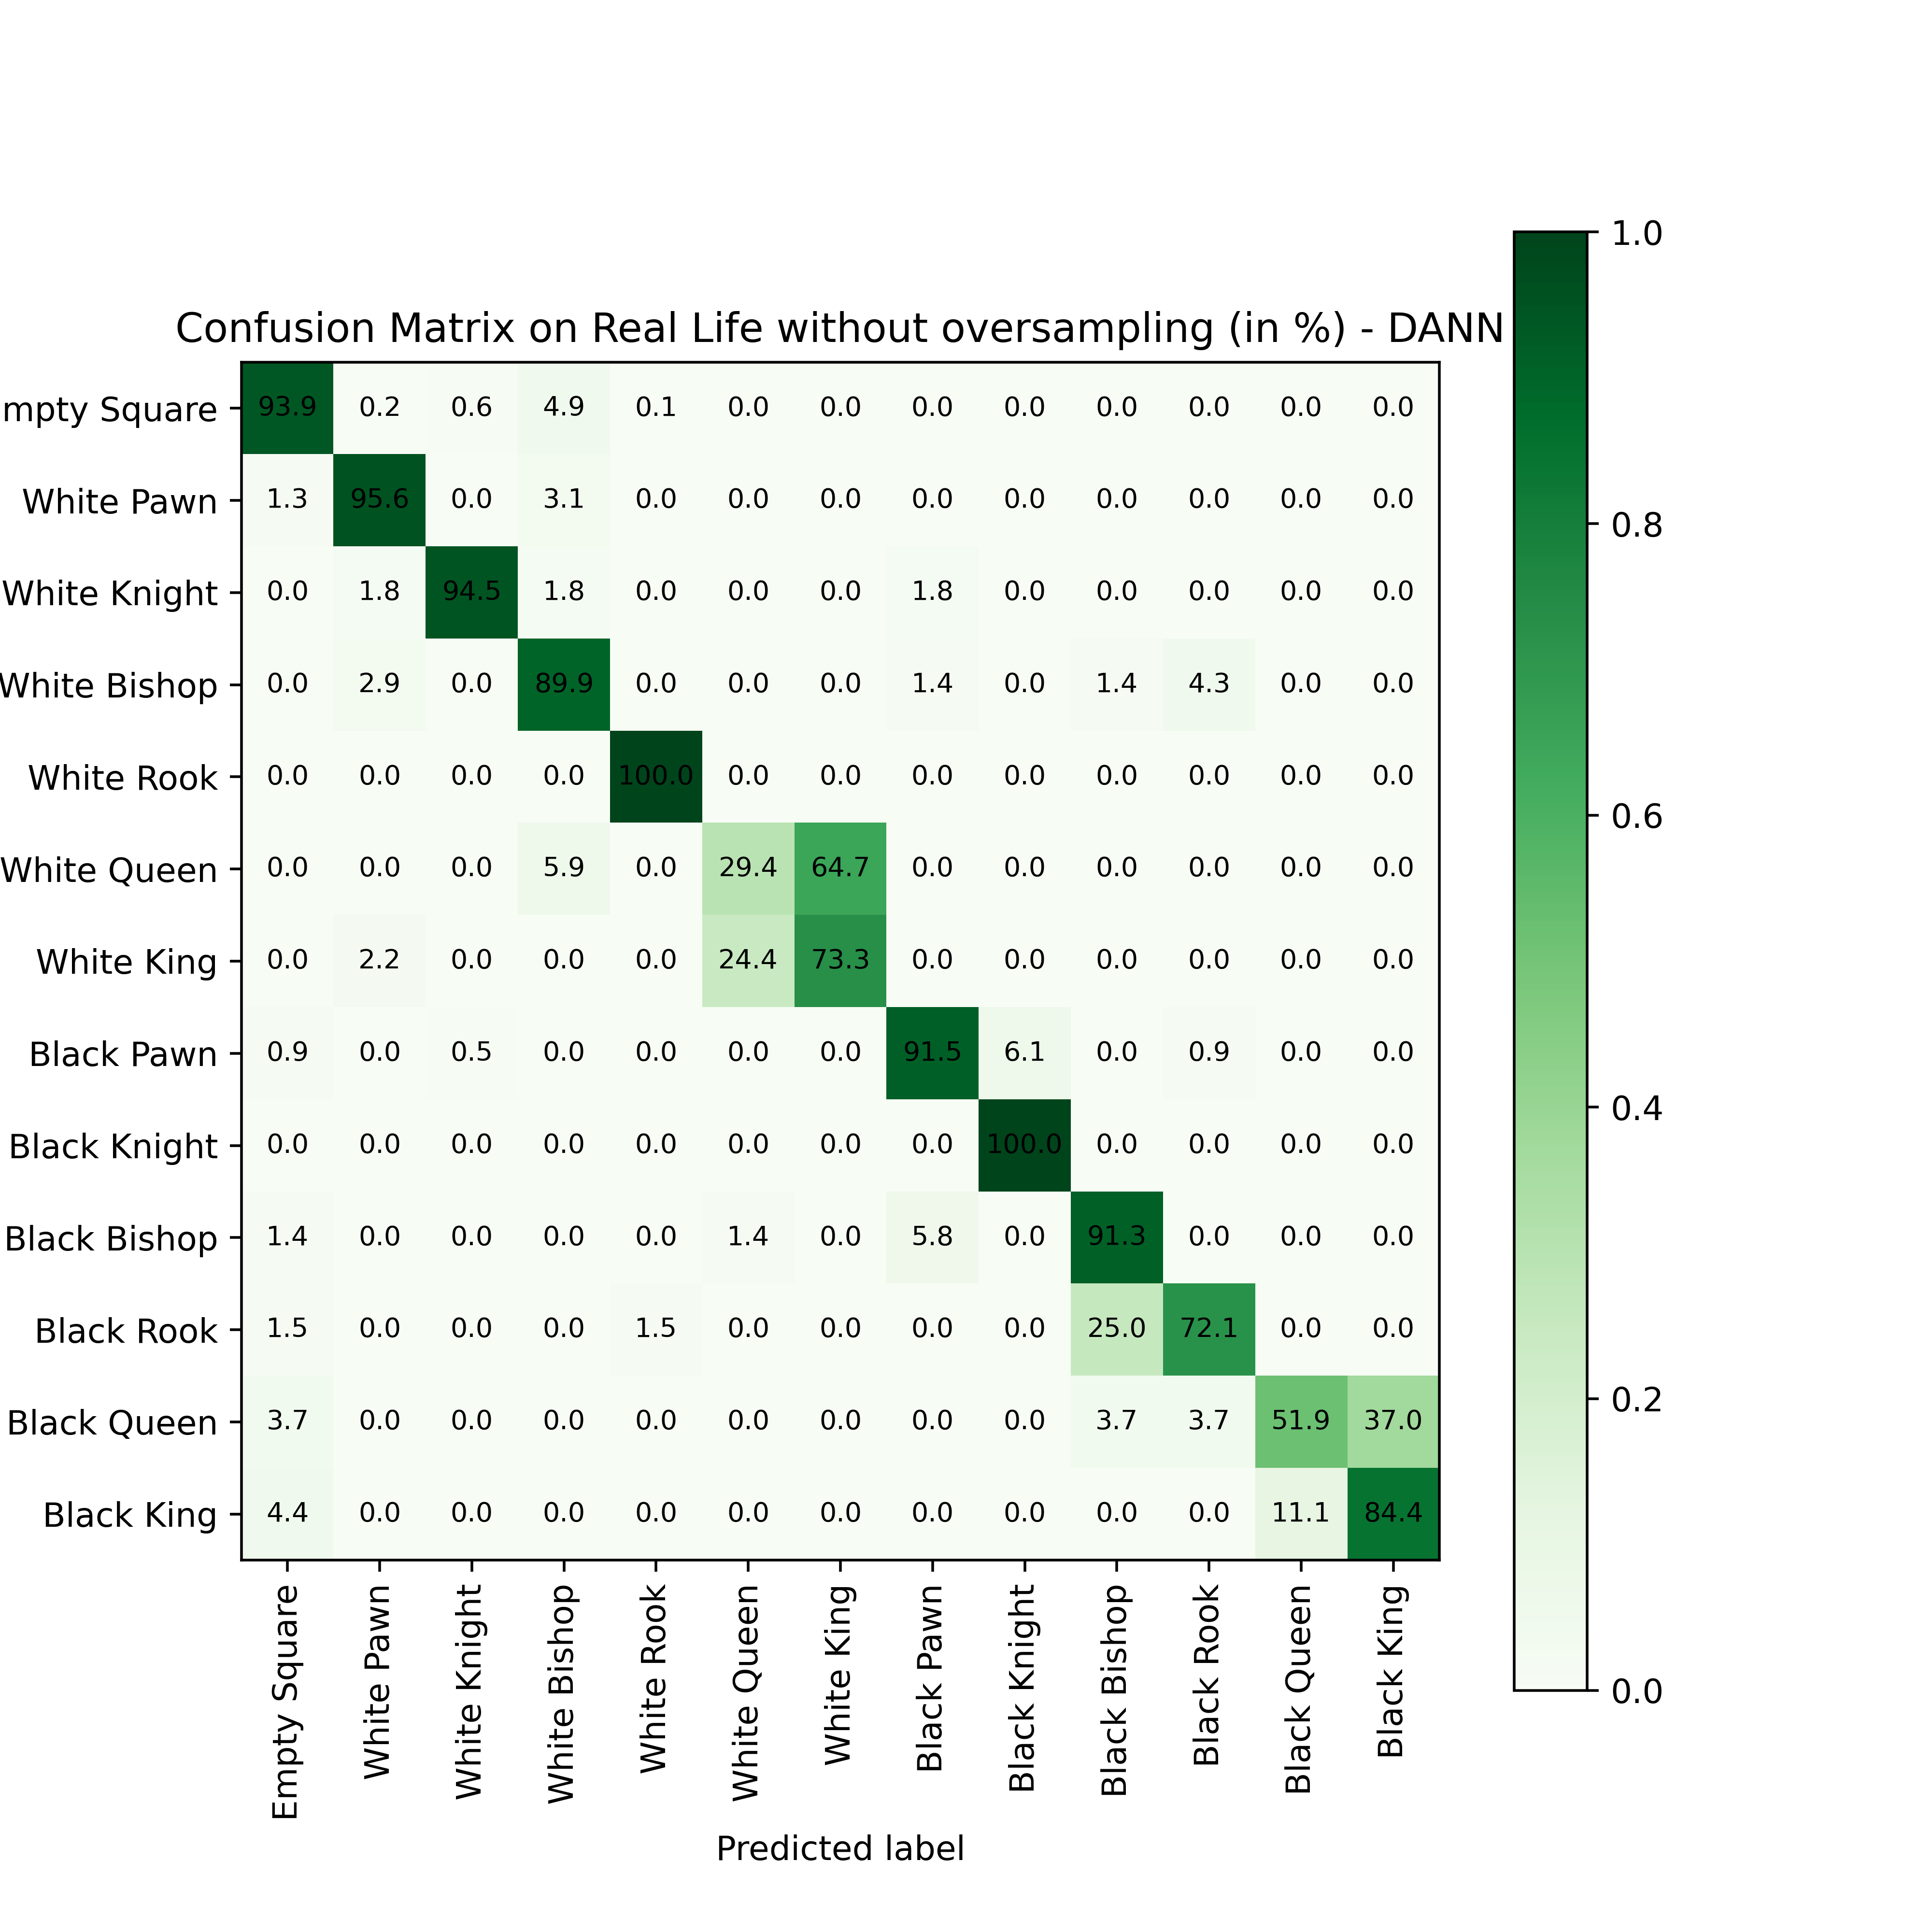 Confusion Matrix on Real Life without oversampling (in %) - DANN
mpty Square 93.9 0.2 0.6 4.9 0.1 0.0 0.0 0.0 0.0 0.0 0.0 0.0 0.0
White Pawn 1.3 95.6 0.0 3.1 0.0 0.0 0.0 0.0 0.0 0.0 0.0 0.0 0.0
White Knight 0.0 1.8 94.5 1.8 0.0 0.0 0.0 1.8 0.0 0.0 0.0 0.0 0.0
White Bishop 0.0 2.9 0.0 89.9 0.0 0.0 0.0 1.4 0.0 1.4 4.3 0.0 0.0
White Rook 0.0 0.0 0.0 0.0 100.0 0.0 0.0 0.0 0.0 0.0 0.0 0.0 0.0
White Queen 0.0 0.0 0.0 5.9 0.0 29.4 64.7 0.0 0.0 0.0 0.0 0.0 0.0
White King 0.0 2.2 0.0 0.0 0.0 24.4 73.3 0.0 0.0 0.0 0.0 0.0 0.0
Black Pawn 0.9 0.0 0.5 0.0 0.0 0.0 0.0 91.5 6.1 0.0 0.9 0.0 0.0
Black Knight 0.0 0.0 0.0 0.0 0.0 0.0 0.0 0.0 100.0 0.0 0.0 0.0 0.0
Black Bishop 1.4 0.0 0.0 0.0 0.0 1.4 0.0 5.8 0.0 91.3 0.0 0.0 0.0
Black Rook 1.5 0.0 0.0 0.0 1.5 0.0 0.0 0.0 0.0 25.0 72.1 0.0 0.0
Black Queen 3.7 0.0 0.0 0.0 0.0 0.0 0.0 0.0 0.0 3.7 3.7 51.9 37.0
Black King 4.4 0.0 0.0 0.0 0.0 0.0 0.0 0.0 0.0 0.0 0.0 11.1 84.4
Empty Square
White Pawn
White Knight
White Bishop
White Rook
White Queen
White King
Black Pawn
Black Knight
Black Bishop
Black Rook
Black Queen
Black King
Predicted label
1.0
0.8
0.6
0.4
0.2
0.0